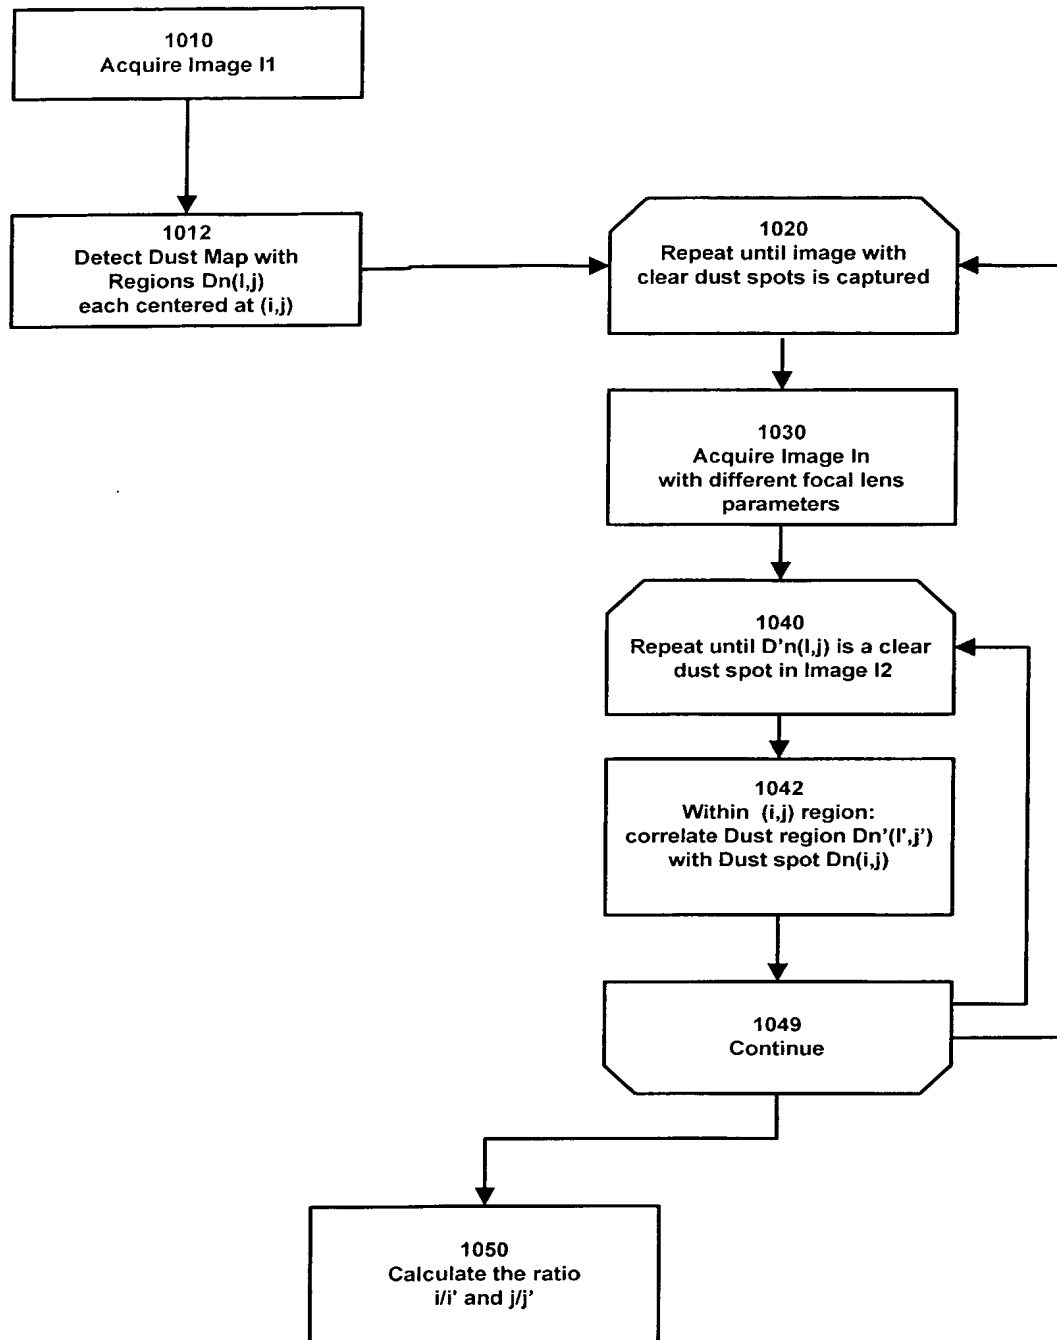 1010
Acquire Image I1
1012
Detect Dust Map with
Regions Dn(I,j)
each centered at (i,j)
1020
Repeat until image with
clear dust spots is captured
1030
Acquire Image In
with different focal lens
parameters
1040
Repeat until D'n(I,j) is a clear
dust spot in Image I2
1042
Within (i,j) region:
correlate Dust region Dn'(I',j')
with Dust spot Dn(i,j)
1049
Continue
1050
Calculate the ratio
i/i' and j/j'